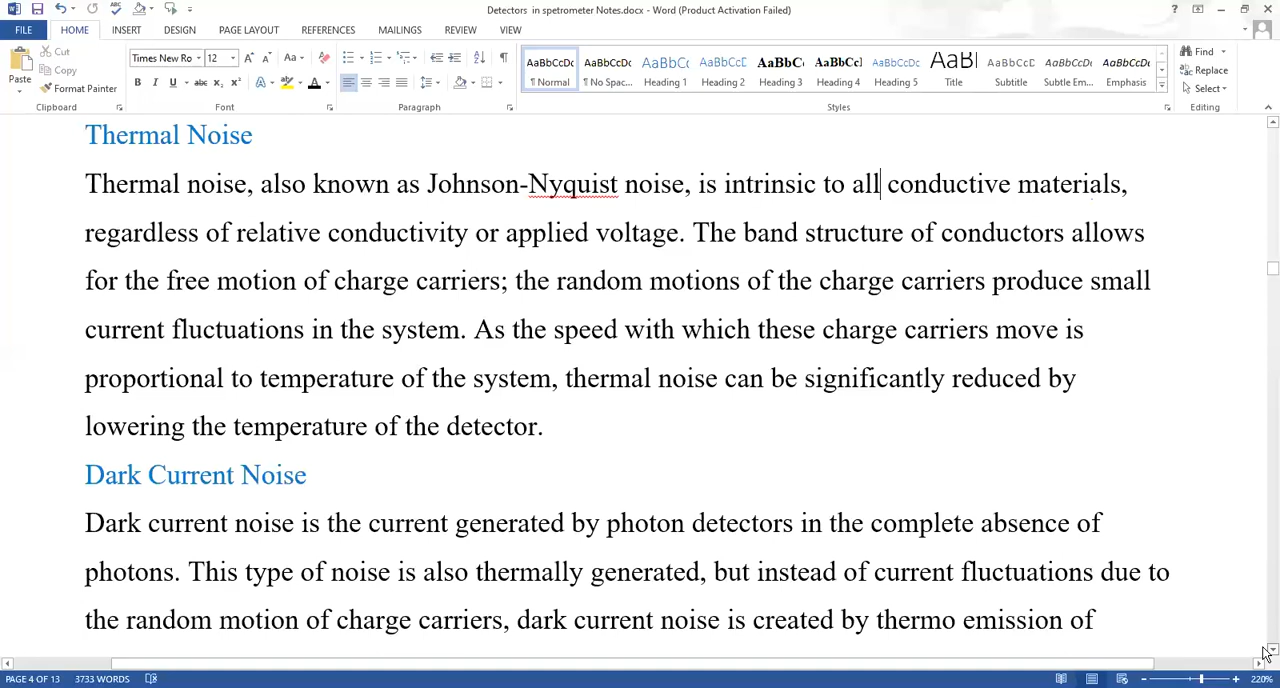 Detectors in spetrometer Notes.docx - Word (Product Activation Failed)
FILE HOME INSERT DESIGN PAGE LAYOUT REFERENCES MAILINGS REVIEW VIEW
Paste
Cut
Copy
Format Painter
Clipboard
Times New Ro 12
Font
Paragraph
AaBbCcDc AaBbCcDc AaBbCc AaBbCcD AaBbC AaBbCc AaBbCcDc AaB AaBbCcD AaBbCcDc AaBbCcDc
¶ Normal ¶ No Spac... Heading 1 Heading 2 Heading 3 Heading 4 Heading 5 Title Subtitle Subtle Em... Emphasis
Styles
Find
Replace
Select
Editing
Thermal Noise
Thermal noise, also known as Johnson-Nyquist noise, is intrinsic to all conductive materials,
regardless of relative conductivity or applied voltage. The band structure of conductors allows
for the free motion of charge carriers; the random motions of the charge carriers produce small
current fluctuations in the system. As the speed with which these charge carriers move is
proportional to temperature of the system, thermal noise can be significantly reduced by
lowering the temperature of the detector.
Dark Current Noise
Dark current noise is the current generated by photon detectors in the complete absence of
photons. This type of noise is also thermally generated, but instead of current fluctuations due to
the random motion of charge carriers, dark current noise is created by thermo emission of
PAGE 4 OF 13 3733 WORDS 220%